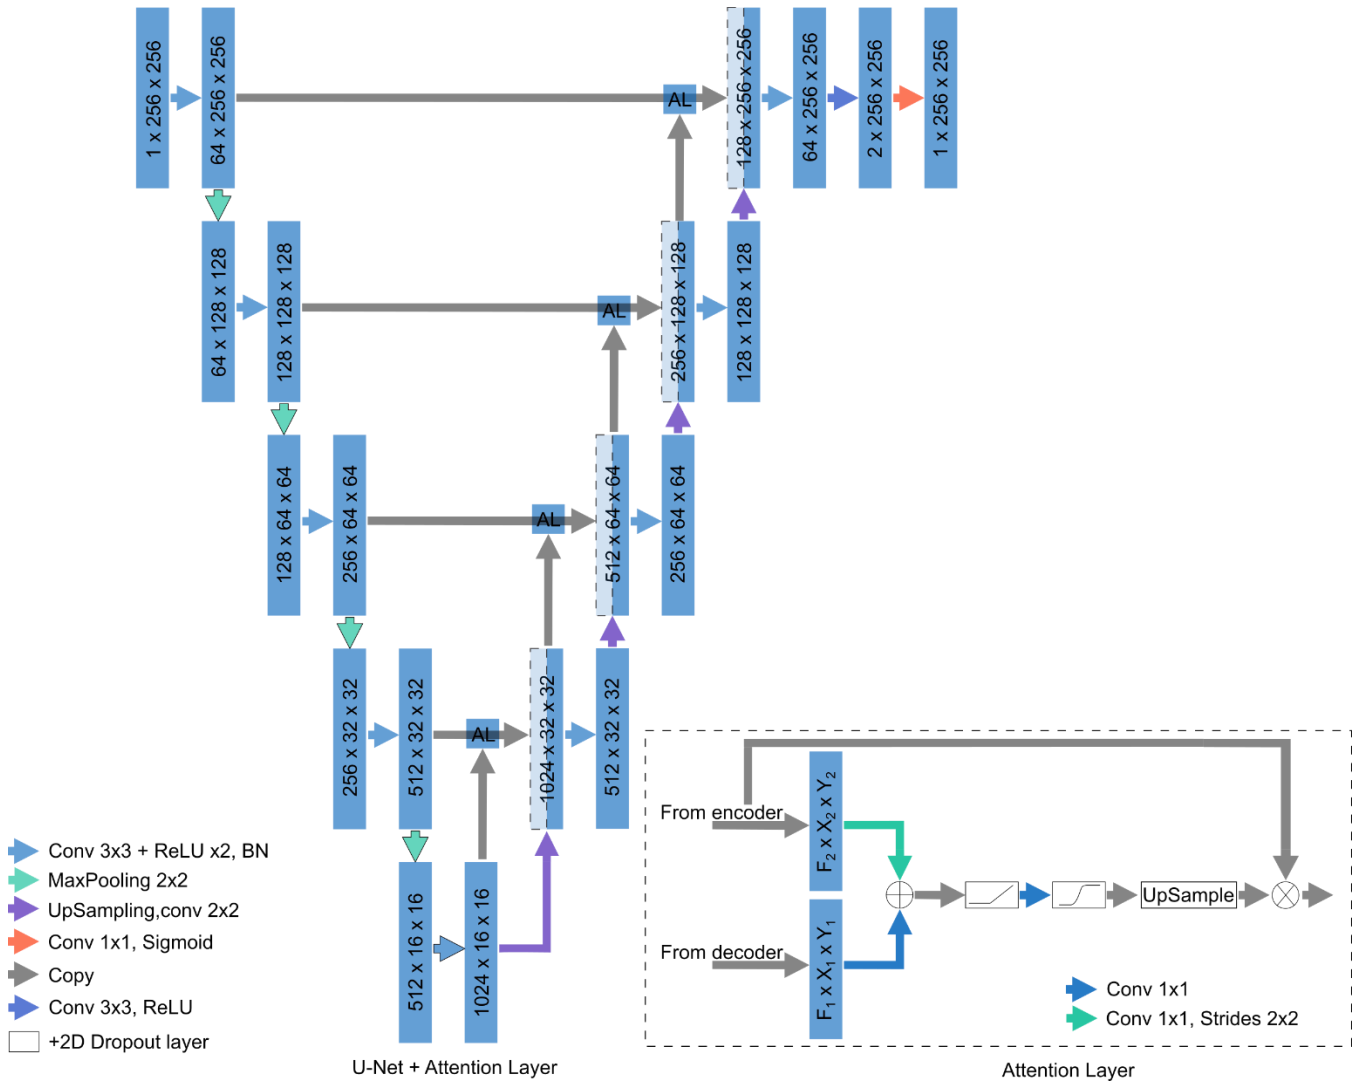 1 x 256 x 256
64 x 256 x 256
AL
128 x 256 x 256
64 x 256 x 256
2 x 256 x 256
1 x 256 x 256
64 x 128 x 128
128 x 128 x 128
AL
256 x 128 x 128
128 x 128 x 128
128 x 64 x 64
256 x 64 x 64
AL
512 x 64 x 64
256 x 64 x 64
256 x 32 x 32
512 x 32 x 32
AL
1024 x 32 x 32
512 x 32 x 32
512 x 16 x 16
1024 x 16 x 16
Conv 3x3 + ReLU x2, BN
MaxPooling 2x2
UpSampling,conv 2x2
Conv 1x1, Sigmoid
Copy
Conv 3x3, ReLU
+2D Dropout layer
U-Net + Attention Layer
From encoder
F₂ x X₂ x Y₂
From decoder
F₁ x X₁ x Y₁
UpSample
Conv 1x1
Conv 1x1, Strides 2x2
Attention Layer